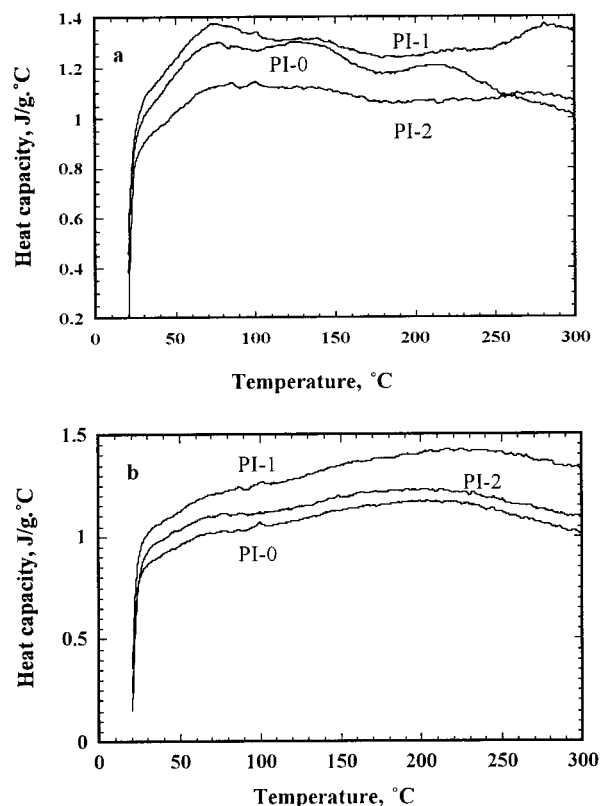 1.4
a
PI-1
1.2
PI-0
1
PI-2
0.8
0.6
0.4
0.2
Heat capacity, J/g.°C
0 50 100 150 200 250 300
Temperature, °C
1.5
b
PI-1
PI-2
1
PI-0
0.5
0
Heat capacity, J/g.°C
0 50 100 150 200 250 300
Temperature, °C